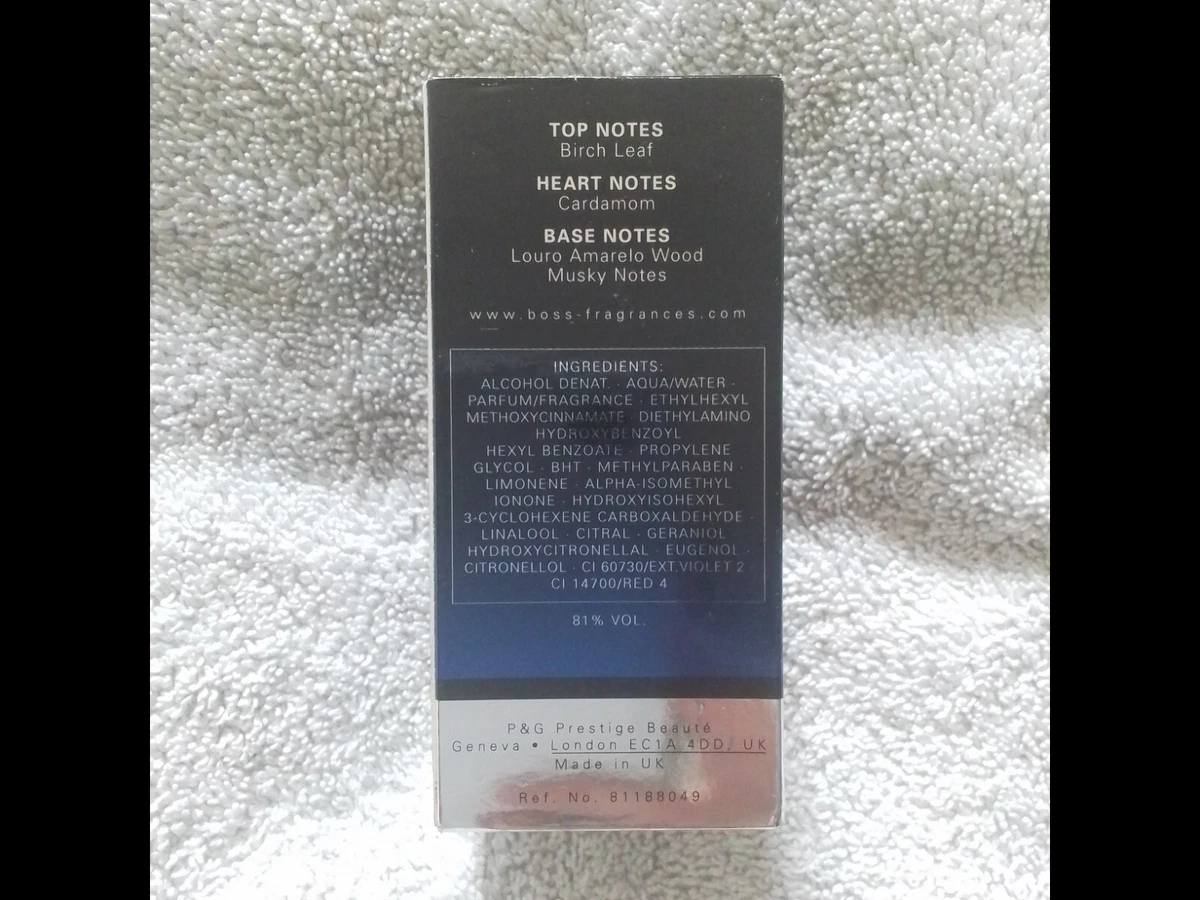 TOP NOTES
Birch Leaf
HEART NOTES
Cardamom
BASE NOTES
Louro Amarelo Wood
Musky Notes
www.boss-fragrances.com
INGREDIENTS:
ALCOHOL DENAT. · AQUA/WATER ·
PARFUM/FRAGRANCE · ETHYLHEXYL
METHOXYCINNAMATE · DIETHYLAMINO
HYDROXYBENZOYL
HEXYL BENZOATE · PROPYLENE
GLYCOL · BHT · METHYLPARABEN ·
LIMONENE · ALPHA-ISOMETHYL
IONONE · HYDROXYISOHEXYL
3-CYCLOHEXENE CARBOXALDEHYDE ·
LINALOOL · CITRAL · GERANIOL
HYDROXYCITRONELLAL · EUGENOL ·
CITRONELLOL · CI 60730/EXT.VIOLET 2 ·
CI 14700/RED 4
81% VOL.
P&G Prestige Beauté
Geneva • London EC1A 4DD, UK
Made in UK
Ref. No. 81188049